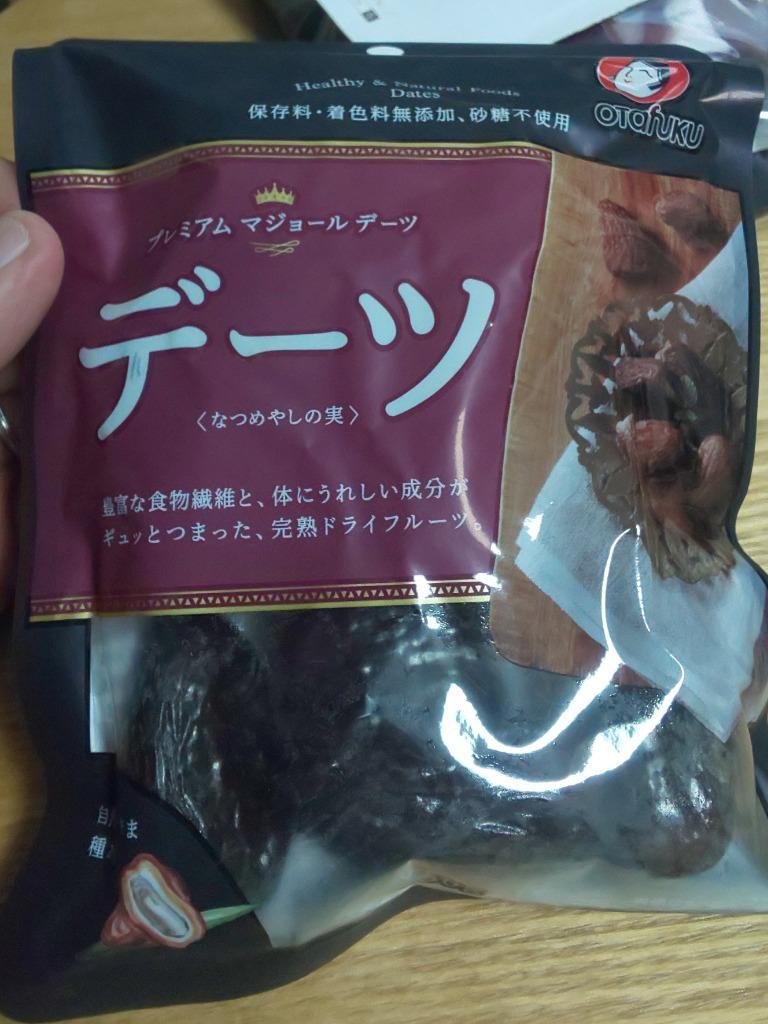 Healthy & Natural Foods
Dates
保存料・着色料無添加、砂糖不使用
OTAFUKU
プレミアム マジョール デーツ
デーツ
〈なつめやしの実〉
豊富な食物繊維と、体にうれしい成分が
ギュッとつまった、完熟ドライフルーツ。